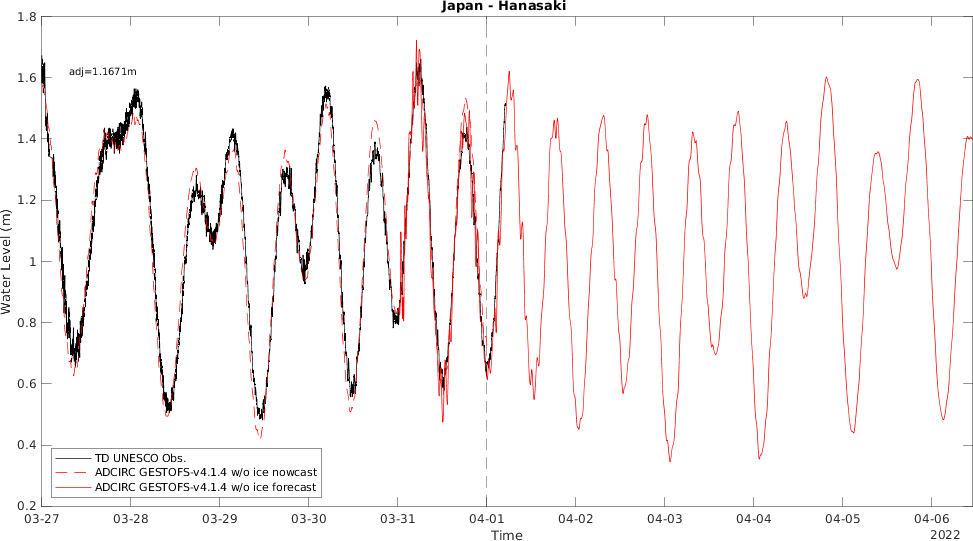 Japan - Hanasaki
1.8
1.6
1.4
1.2
1
0.8
0.6
0.4
0.2
Water Level (m)
adj=1.1671m
TD UNESCO Obs.
ADCIRC GESTOFS-v4.1.4 w/o ice nowcast
ADCIRC GESTOFS-v4.1.4 w/o ice forecast
03-27 03-28 03-29 03-30 03-31 04-01 04-02 04-03 04-04 04-05 04-06
Time
2022